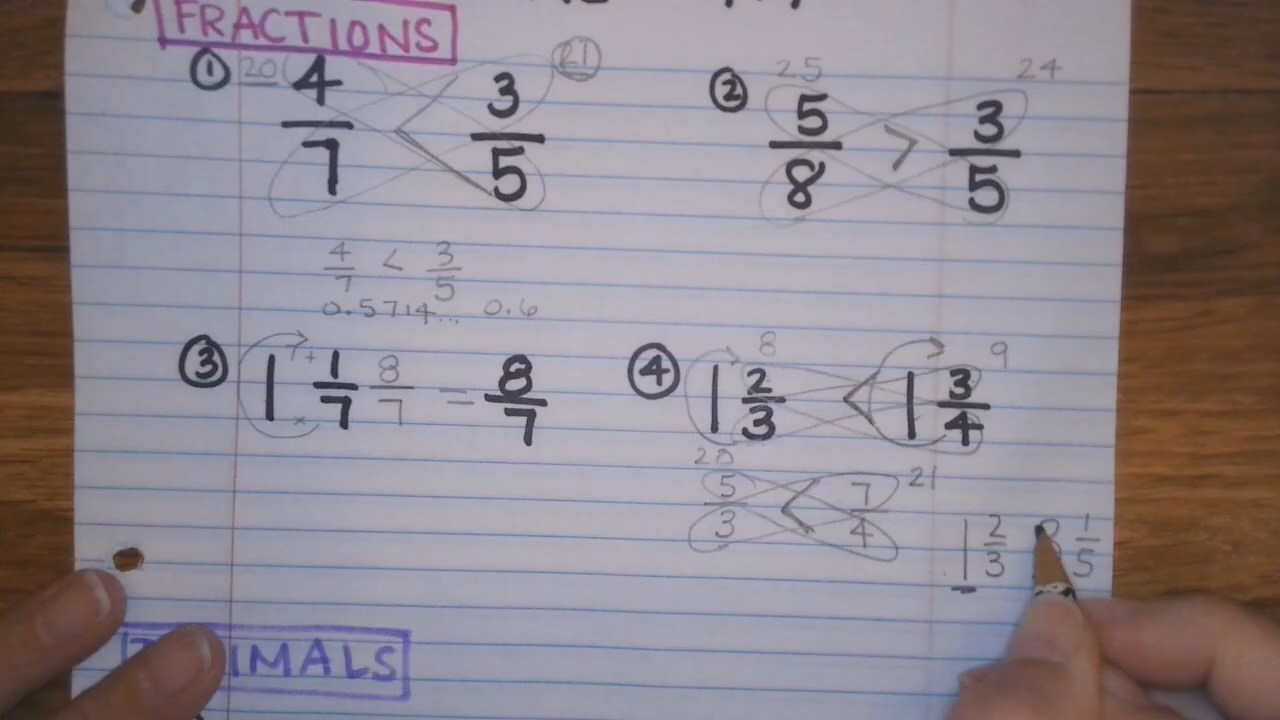 FRACTIONS
① 20 4/7 < 3/5 21
② 25 5/8 > 3/5 24
4/7 < 3/5
0.5714... 0.6
③ 1 1/7 7 + × 8/7 = 8/7
④ 1 2/3 8 < 1 3/4 9
20 5/3 < 7/4 21
1 2/3 1/5
IMALS